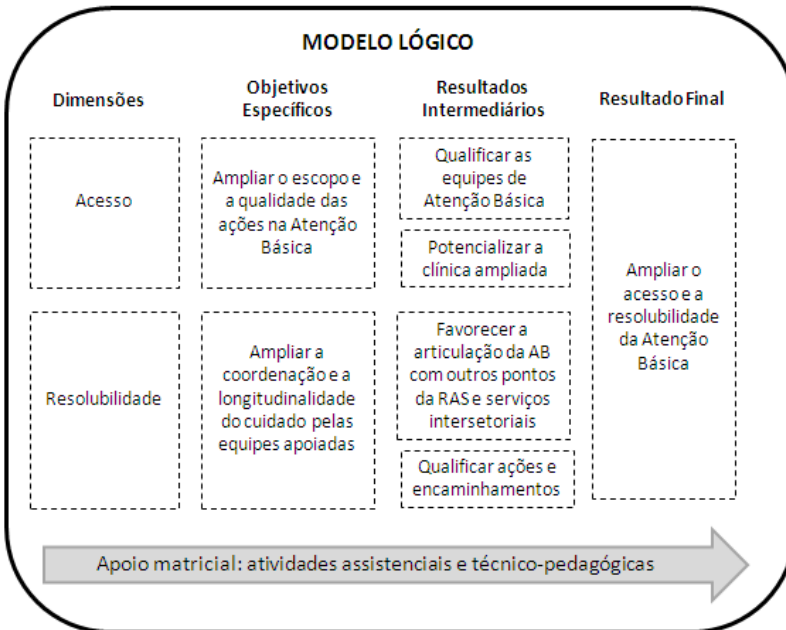 MODELO LÓGICO
Dimensões
Objetivos
Específicos
Resultados
Intermediários
Resultado Final
Acesso
Ampliar o escopo e
a qualidade das
ações na Atenção
Básica
Qualificar as
equipes de
Atenção Básica
Potencializar a
clínica ampliada
Resolubilidade
Ampliar a
coordenação e a
longitudinalidade
do cuidado pelas
equipes apoiadas
Favorecer a
articulação da AB
com outros pontos
da RAS e serviços
intersetoriais
Qualificar ações e
encaminhamentos
Ampliar o
acesso e a
resolubilidade
da Atenção
Básica
Apoio matricial: atividades assistenciais e técnico-pedagógicas